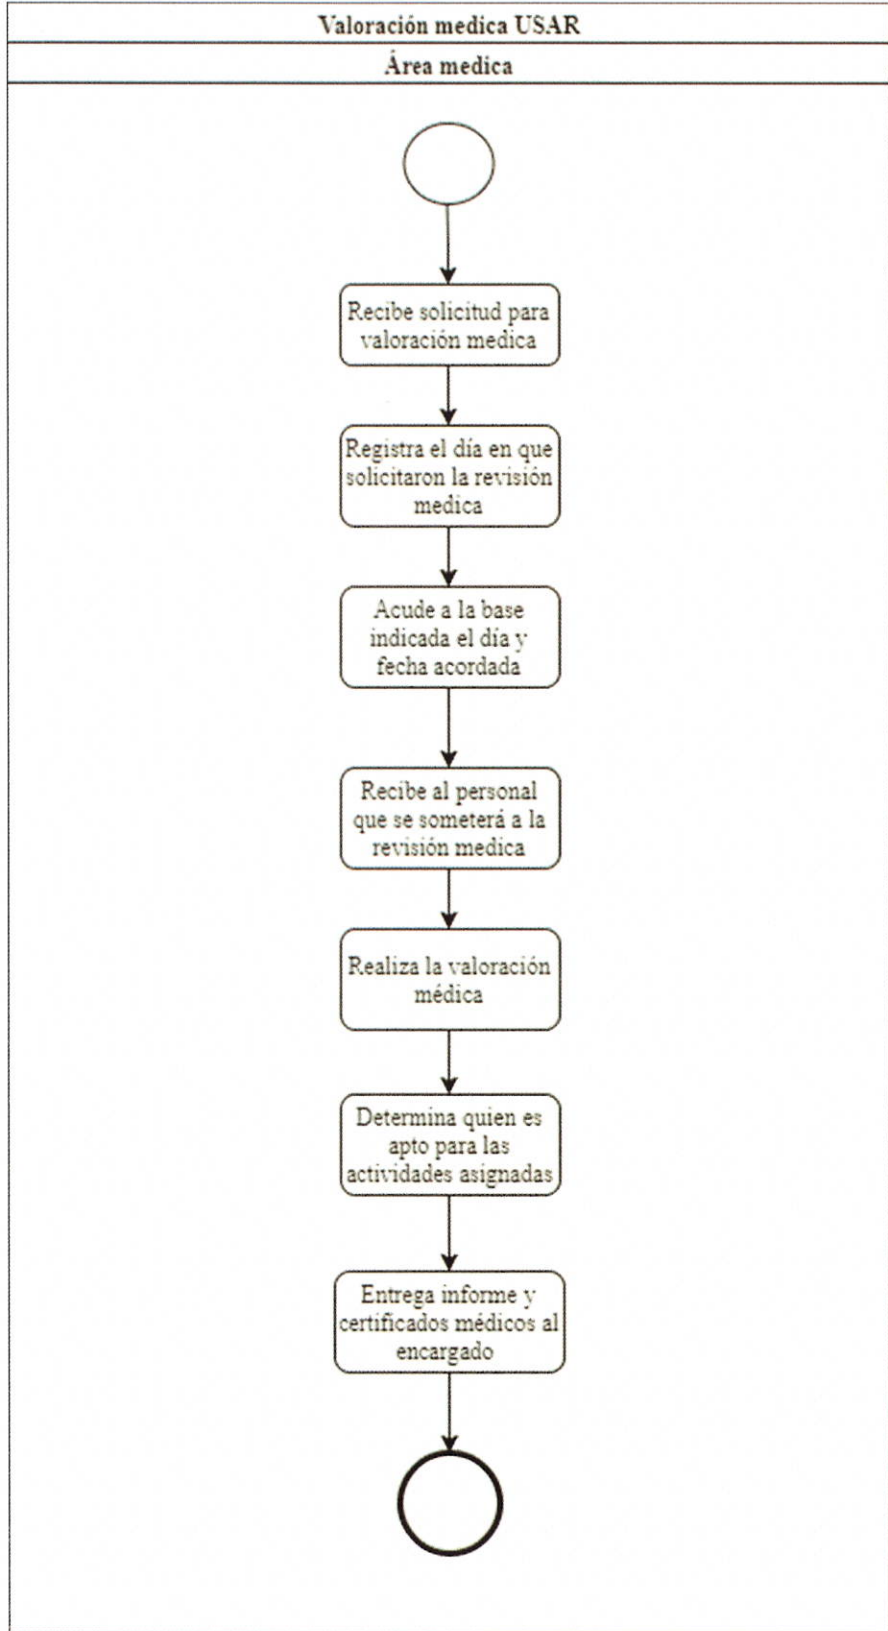 Valoración medica USAR
Área medica
Recibe solicitud para
valoración medica
Registra el día en que
solicitaron la revisión
medica
Acude a la base
indicada el día y
fecha acordada
Recibe al personal
que se someterá a la
revisión medica
Realiza la valoración
médica
Determina quien es
apto para las
actividades asignadas
Entrega informe y
certificados médicos al
encargado